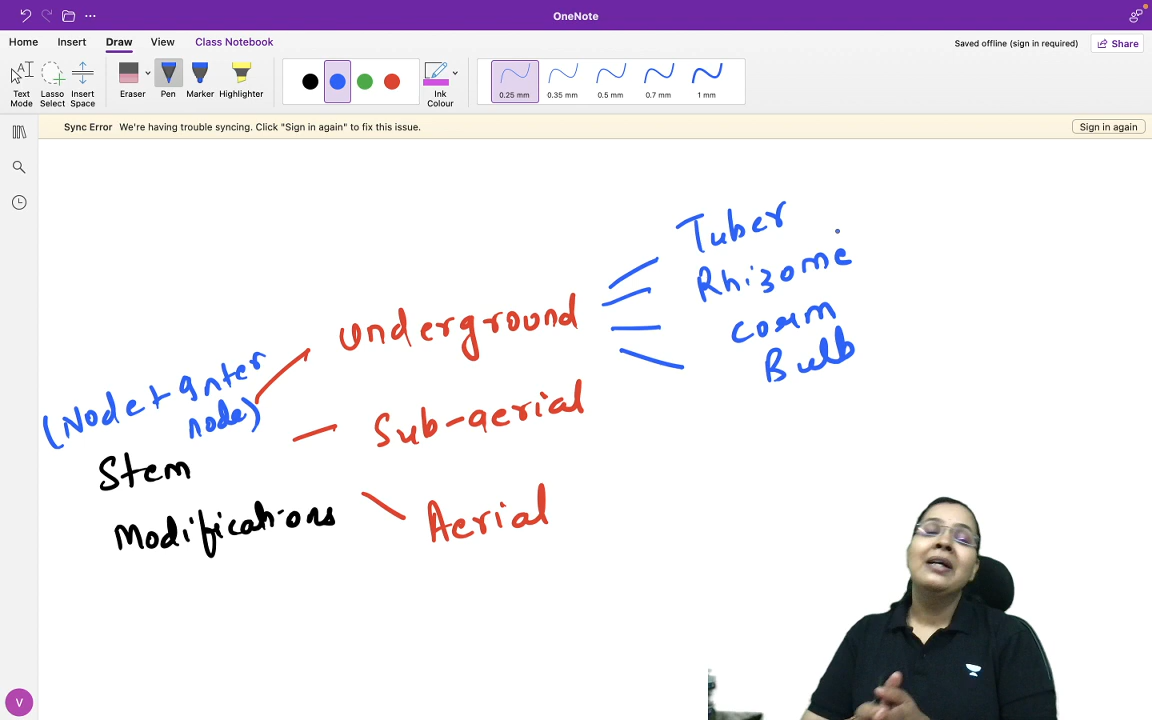 OneNote
Home Insert Draw View Class Notebook
Saved offline (sign in required)
Share
Text Mode
Lasso Select
Insert Space
Eraser
Pen
Marker
Highlighter
Ink Colour
0.25 mm
0.35 mm
0.5 mm
0.7 mm
1 mm
Sync Error We're having trouble syncing. Click "Sign in again" to fix this issue.
Sign in again
Tuber
Rhizome
Corm
Bulb
Underground
(Node + Inter
node)
Sub-aerial
Stem
Modifications
Aerial
V